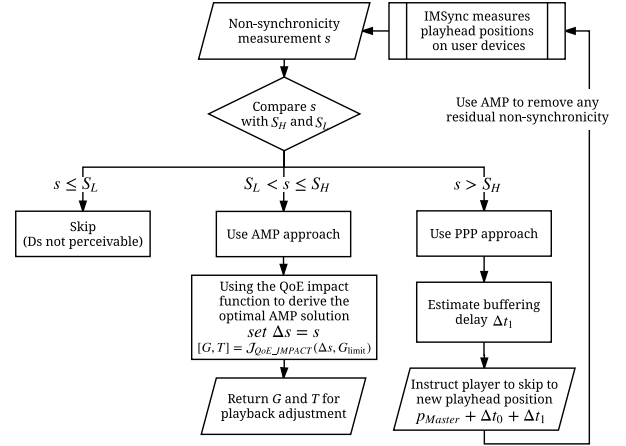 Non-synchronicity
measurement s
IMSync measures
playhead positions
on user devices
Compare s
with S_H and S_L
Use AMP to remove any
residual non-synchronicity
s ≤ S_L
S_L < s ≤ S_H
s > S_H
Skip
(Ds not perceivable)
Use AMP approach
Use PPP approach
Using the QoE impact
function to derive the
optimal AMP solution
set Δs = s
[G, T] = 𝒥_QoE_IMPACT(Δs, G_limit)
Estimate buffering
delay Δt_1
Return G and T for
playback adjustment
Instruct player to skip to
new playhead position
p_Master + Δt_0 + Δt_1